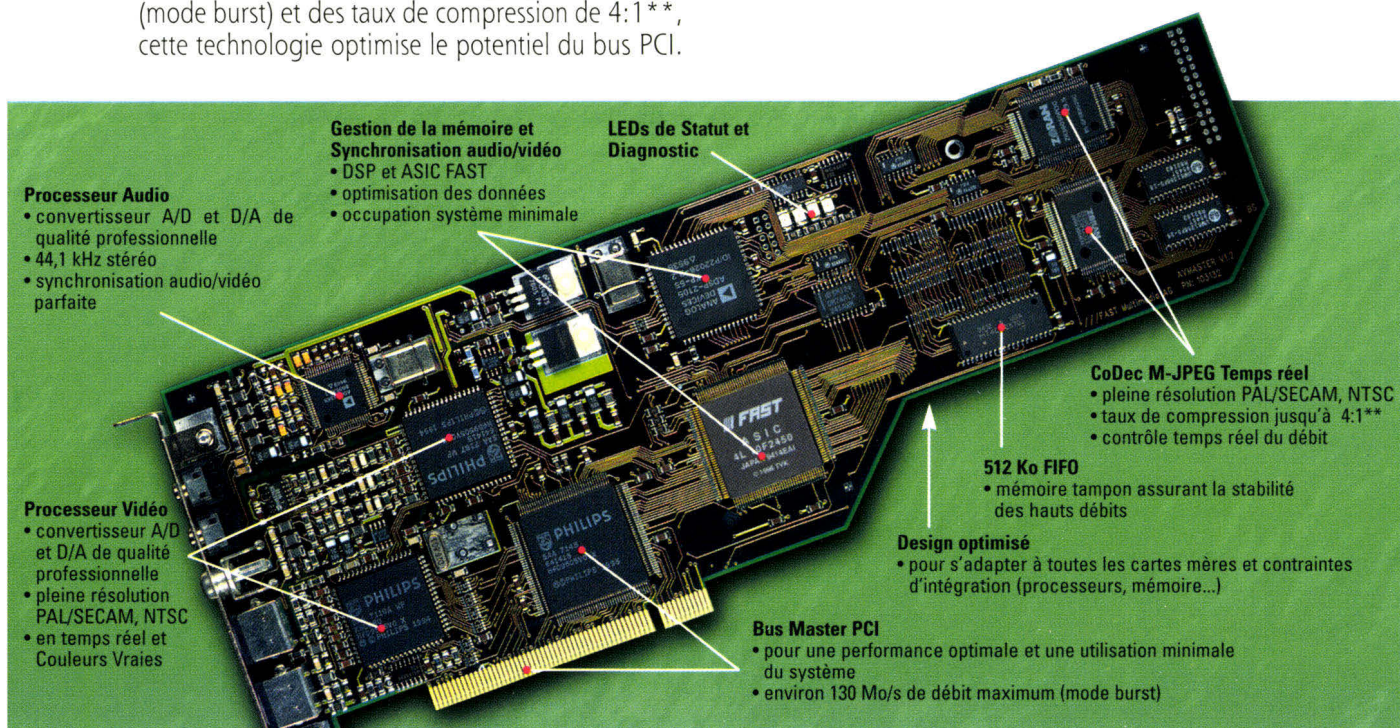 (mode burst) et des taux de compression de 4:1**,
cette technologie optimise le potentiel du bus PCI.
Gestion de la mémoire et
Synchronisation audio/vidéo
• DSP et ASIC FAST
• optimisation des données
• occupation système minimale
LEDs de Statut et
Diagnostic
Processeur Audio
• convertisseur A/D et D/A de
qualité professionnelle
• 44,1 kHz stéréo
• synchronisation audio/vidéo
parfaite
Processeur Vidéo
• convertisseur A/D
et D/A de qualité
professionnelle
• pleine résolution
PAL/SECAM, NTSC
• en temps réel et
Couleurs Vraies
CoDec M-JPEG Temps réel
• pleine résolution PAL/SECAM, NTSC
• taux de compression jusqu'à 4:1**
• contrôle temps réel du débit
512 Ko FIFO
• mémoire tampon assurant la stabilité
des hauts débits
Design optimisé
• pour s'adapter à toutes les cartes mères et contraintes
d'intégration (processeurs, mémoire...)
Bus Master PCI
• pour une performance optimale et une utilisation minimale
du système
• environ 130 Mo/s de débit maximum (mode burst)
ZORAN
ANALOG
DEVICES
AVMASTER V1.2
FAST
ASIC
JAPAN
PHILIPS
PHILIPS
PHILIPS